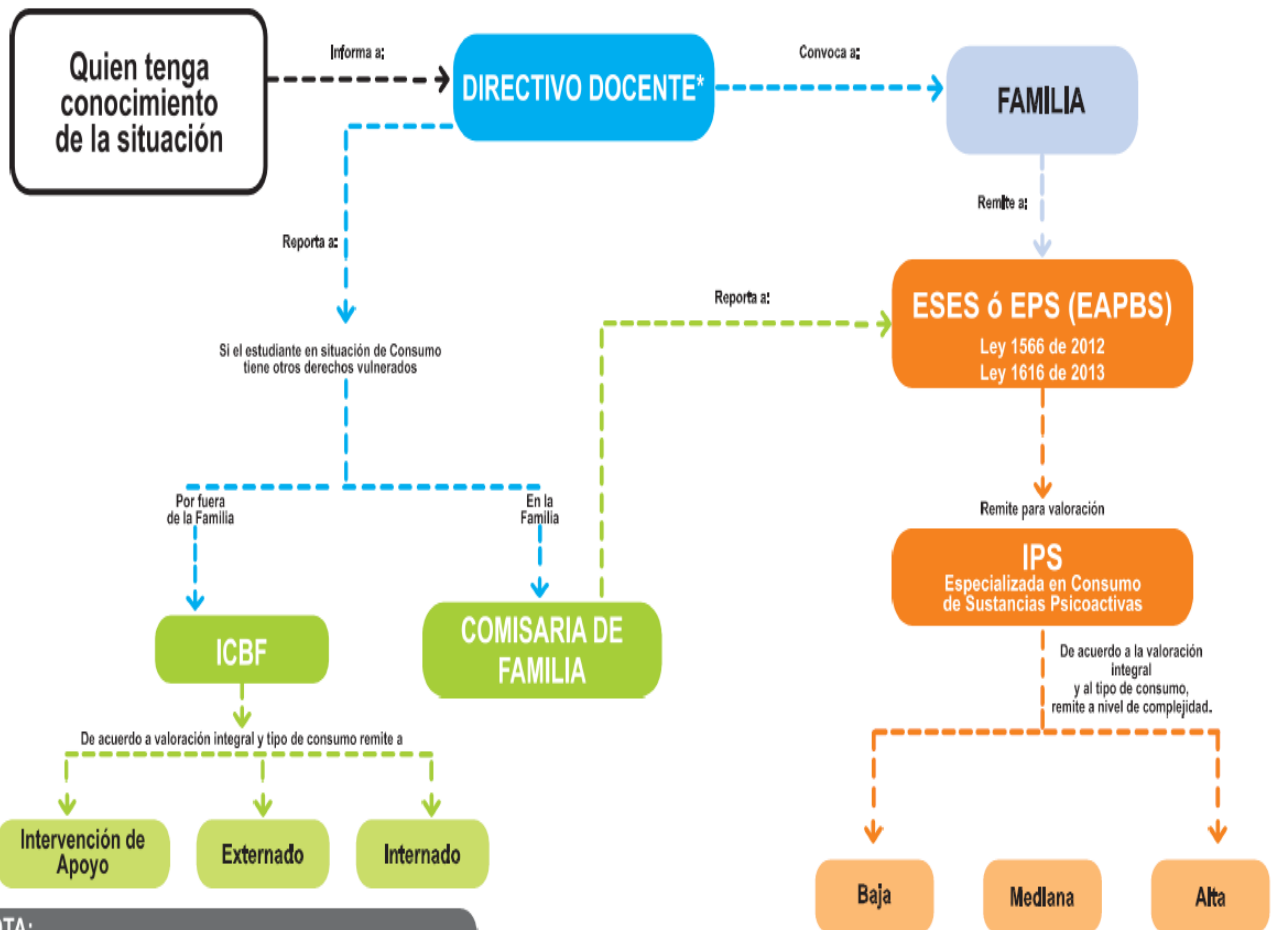 Quien tenga
conocimiento
de la situación
Informa a:
DIRECTIVO DOCENTE*
Convoca a:
FAMILIA
Remite a:
Reporta a:
Reporta a:
ESES ó EPS (EAPBS)
Ley 1566 de 2012
Ley 1616 de 2013
Si el estudiante en situación de Consumo
tiene otros derechos vulnerados
Por fuera
de la Familia
En la
Familia
Remite para valoración
IPS
Especializada en Consumo
de Sustancias Psicoactivas
ICBF
COMISARIA DE
FAMILIA
De acuerdo a la valoración
integral
y al tipo de consumo,
remite a nivel de complejidad.
De acuerdo a valoración integral y tipo de consumo remite a
Intervención de
Apoyo
Externado
Internado
Baja
Mediana
Alta